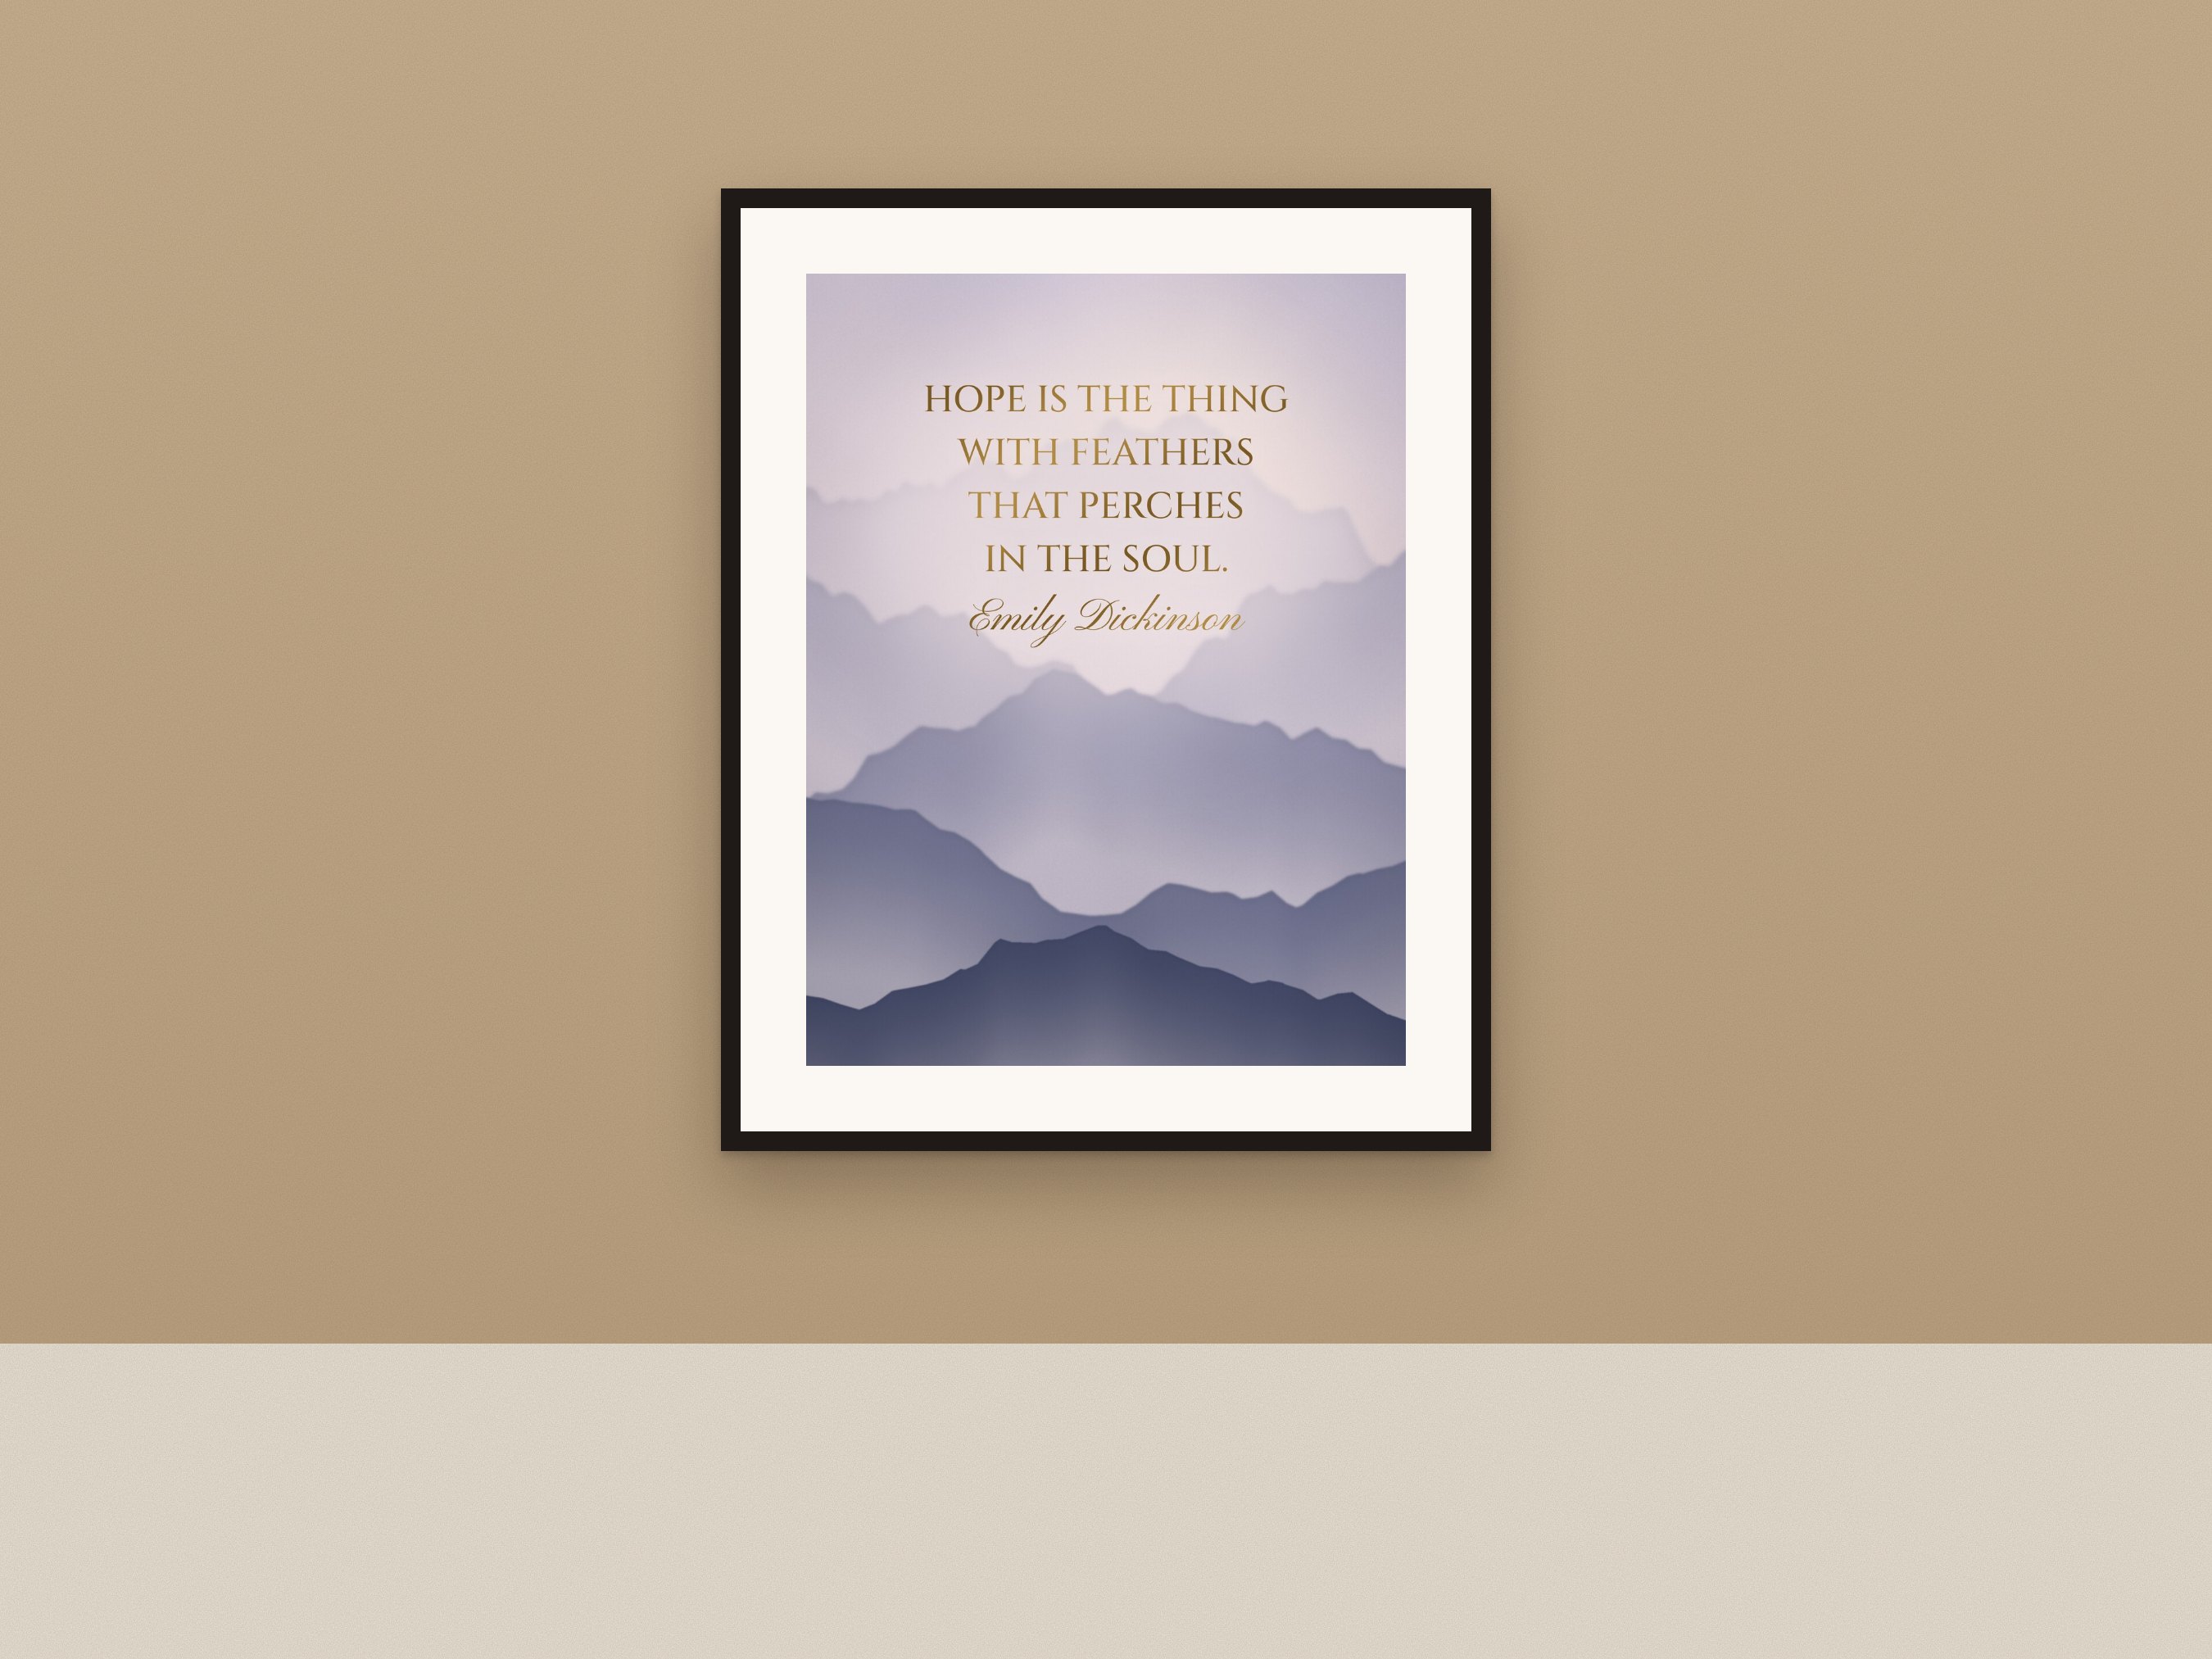 HOPE IS THE THING
WITH FEATHERS
THAT PERCHES
IN THE SOUL.
Emily Dickinson